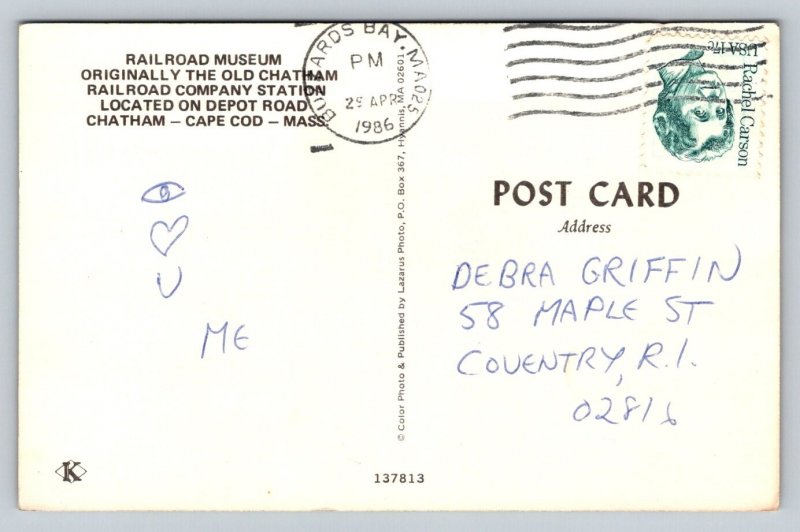 RAILROAD MUSEUM
ORIGINALLY THE OLD CHATHAM
RAILROAD COMPANY STATION
LOCATED ON DEPOT ROAD
CHATHAM – CAPE COD – MASS.
BUZZARDS BAY, MA 025
PM
29 APR
1986
USA 17c
Rachel Carson
© Color Photo & Published by Lazarus Photo, P.O. Box 367, Hyannis, MA 02601
POST CARD
Address
U
ME
DEBRA GRIFFIN
58 MAPLE ST
COVENTRY, R.I.
02816
K
137813